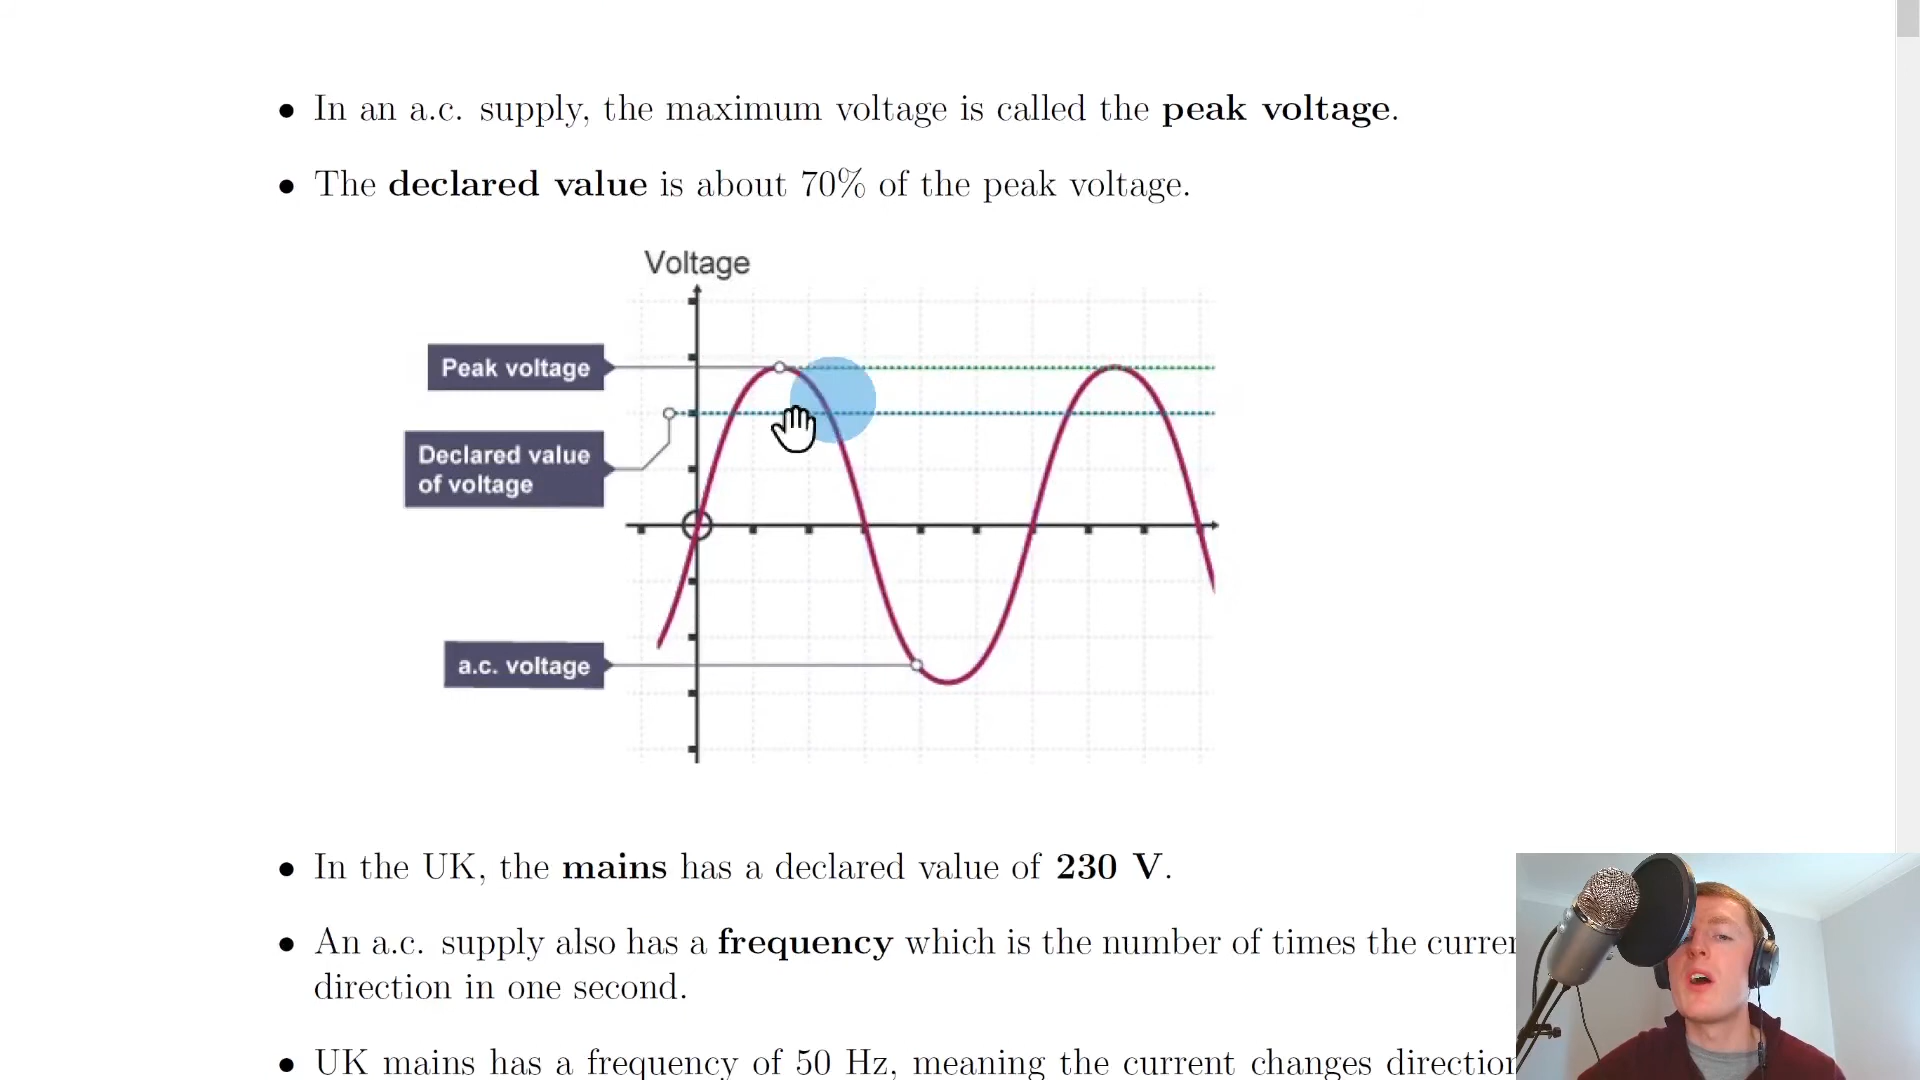 • In an a.c. supply, the maximum voltage is called the peak voltage.
• The declared value is about 70% of the peak voltage.
Voltage
Peak voltage
Declared value
of voltage
a.c. voltage
• In the UK, the mains has a declared value of 230 V.
• An a.c. supply also has a frequency which is the number of times the curren
direction in one second.
• UK mains has a frequency of 50 Hz, meaning the current changes direction